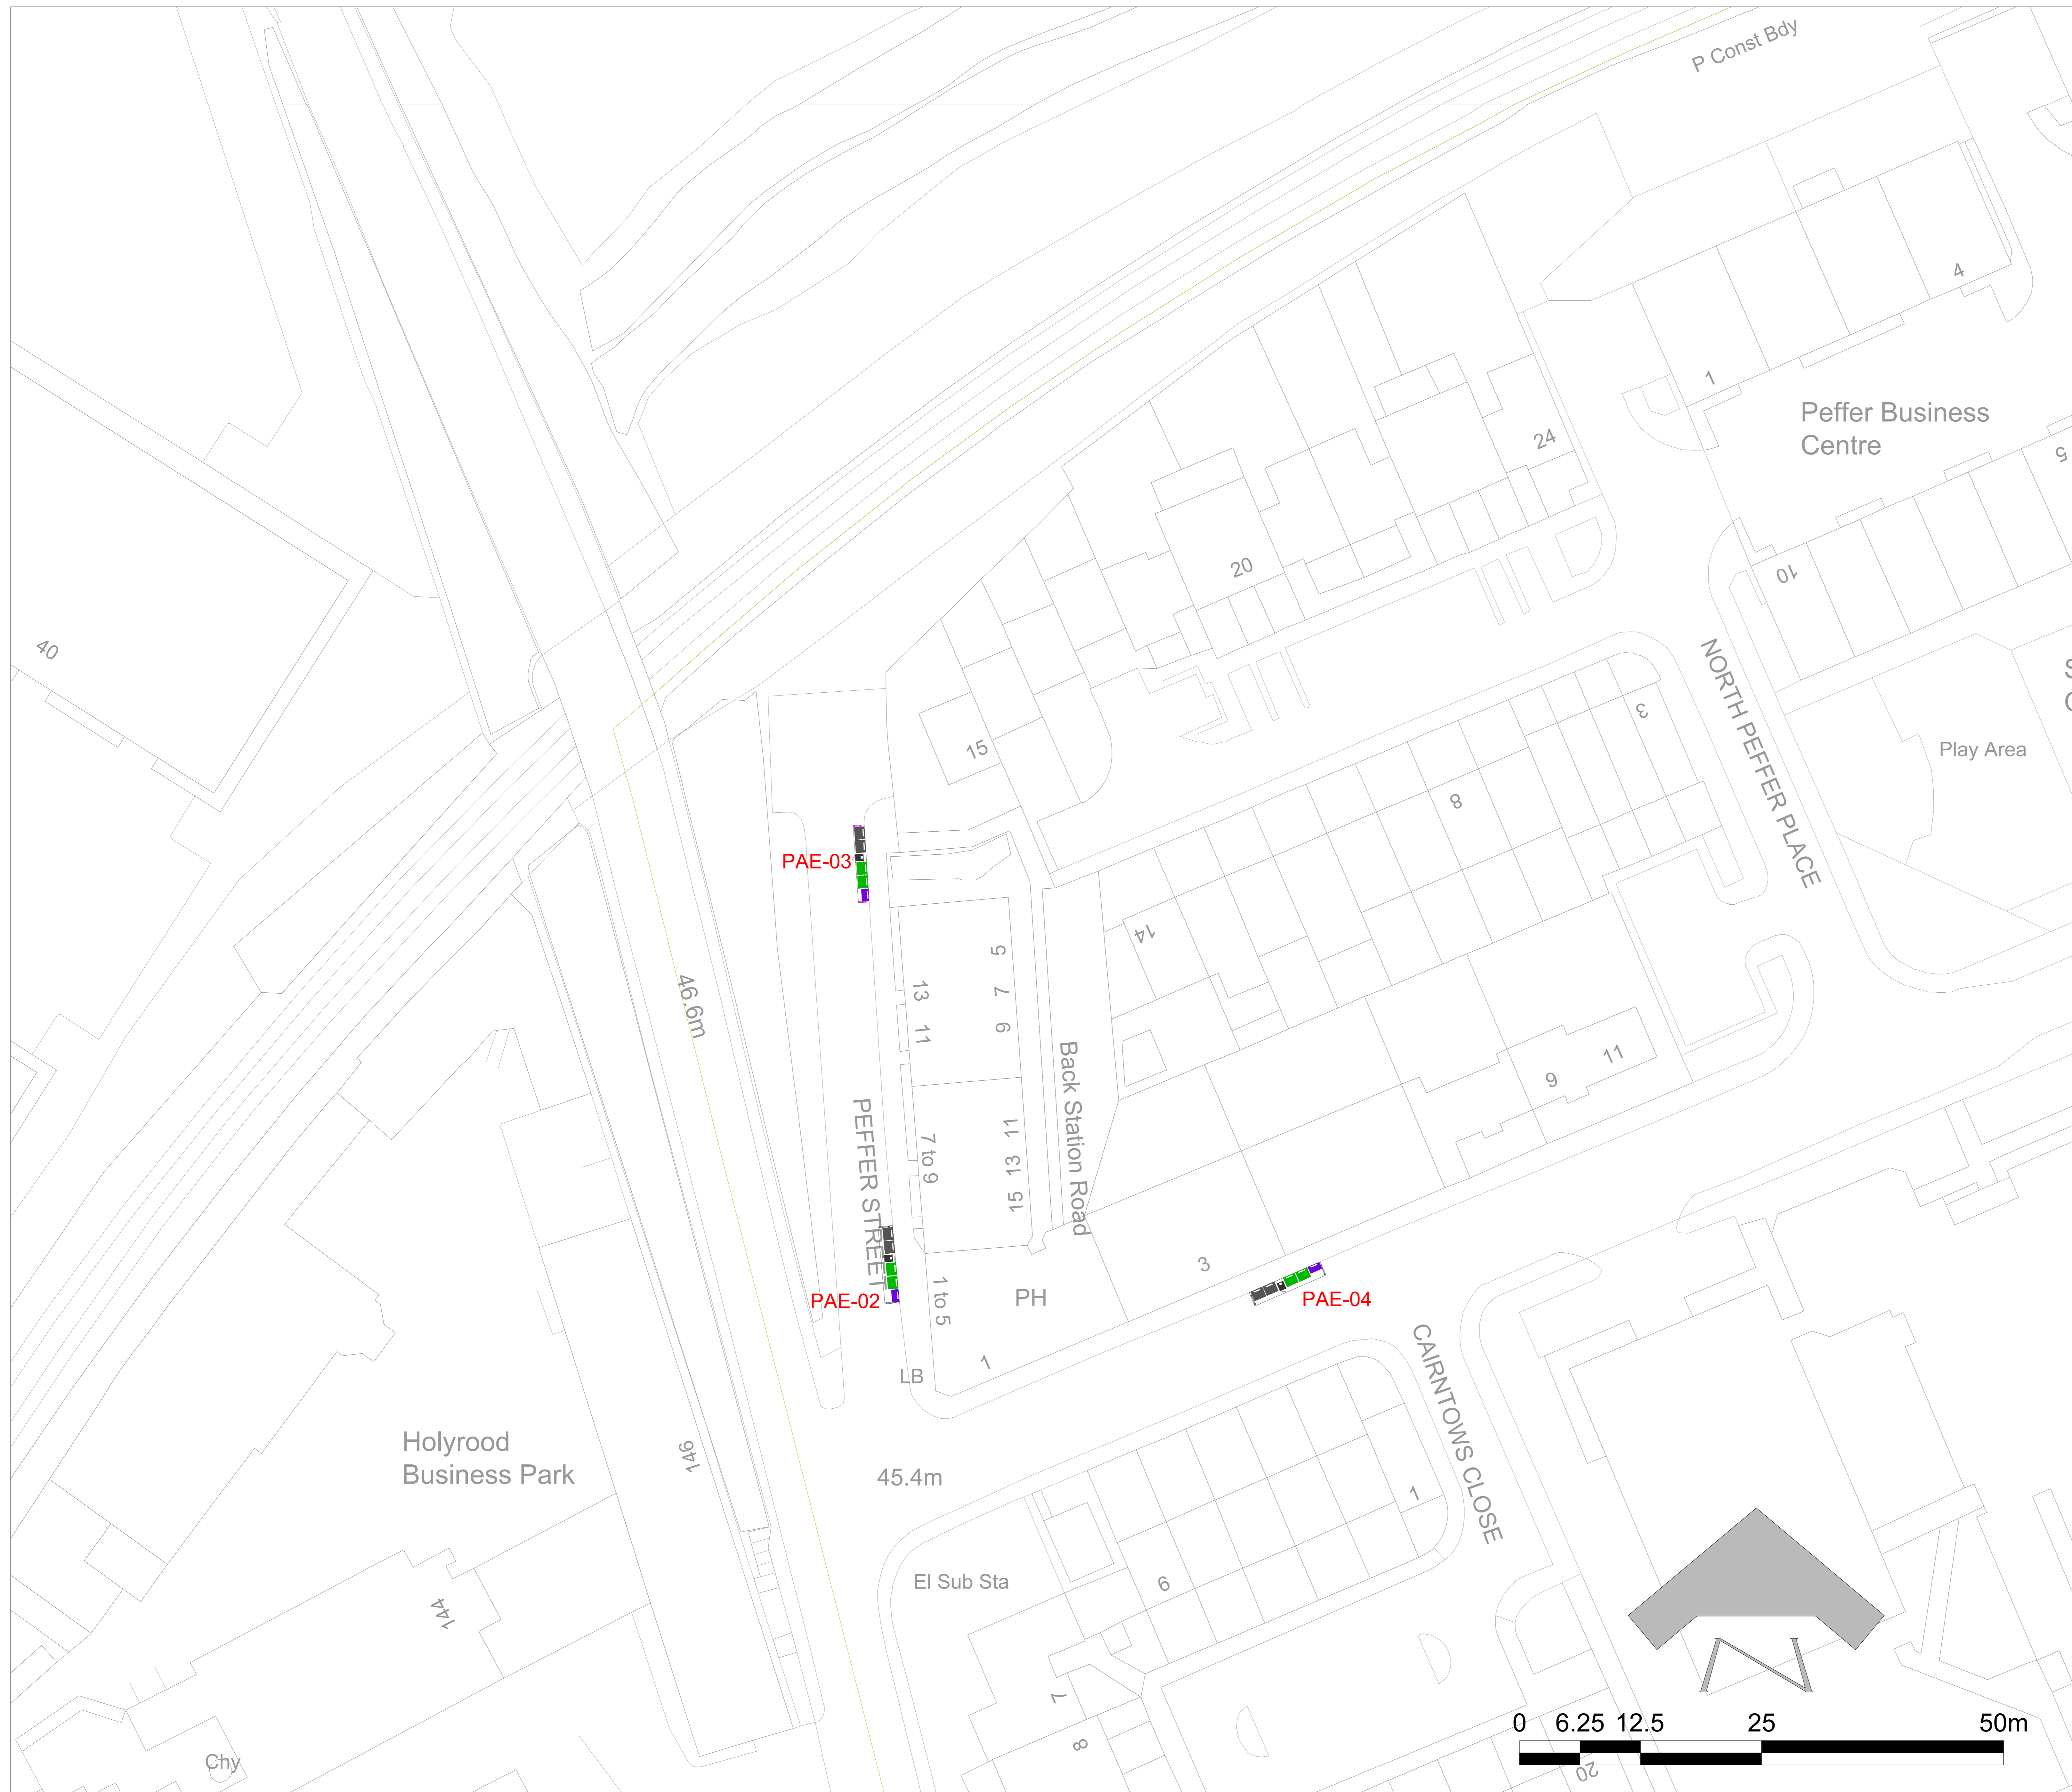 P Const Bdy
4
1
Peffer Business
Centre
24
5
20
10
40
NORTH PEFFER PLACE
3
15
Play Area
8
PAE-03
14
5
13
7
46.6m
9
11
Back Station Road
11
9
PEFFER STREET
11
7 to 9
13
15
3
PAE-02
1 to 5
PH
PAE-04
1
LB
CAIRNTOWS CLOSE
Holyrood
Business Park
146
45.4m
1
El Sub Sta
6
144
7
N
8
0 6.25 12.5 25 50m
Chy
20